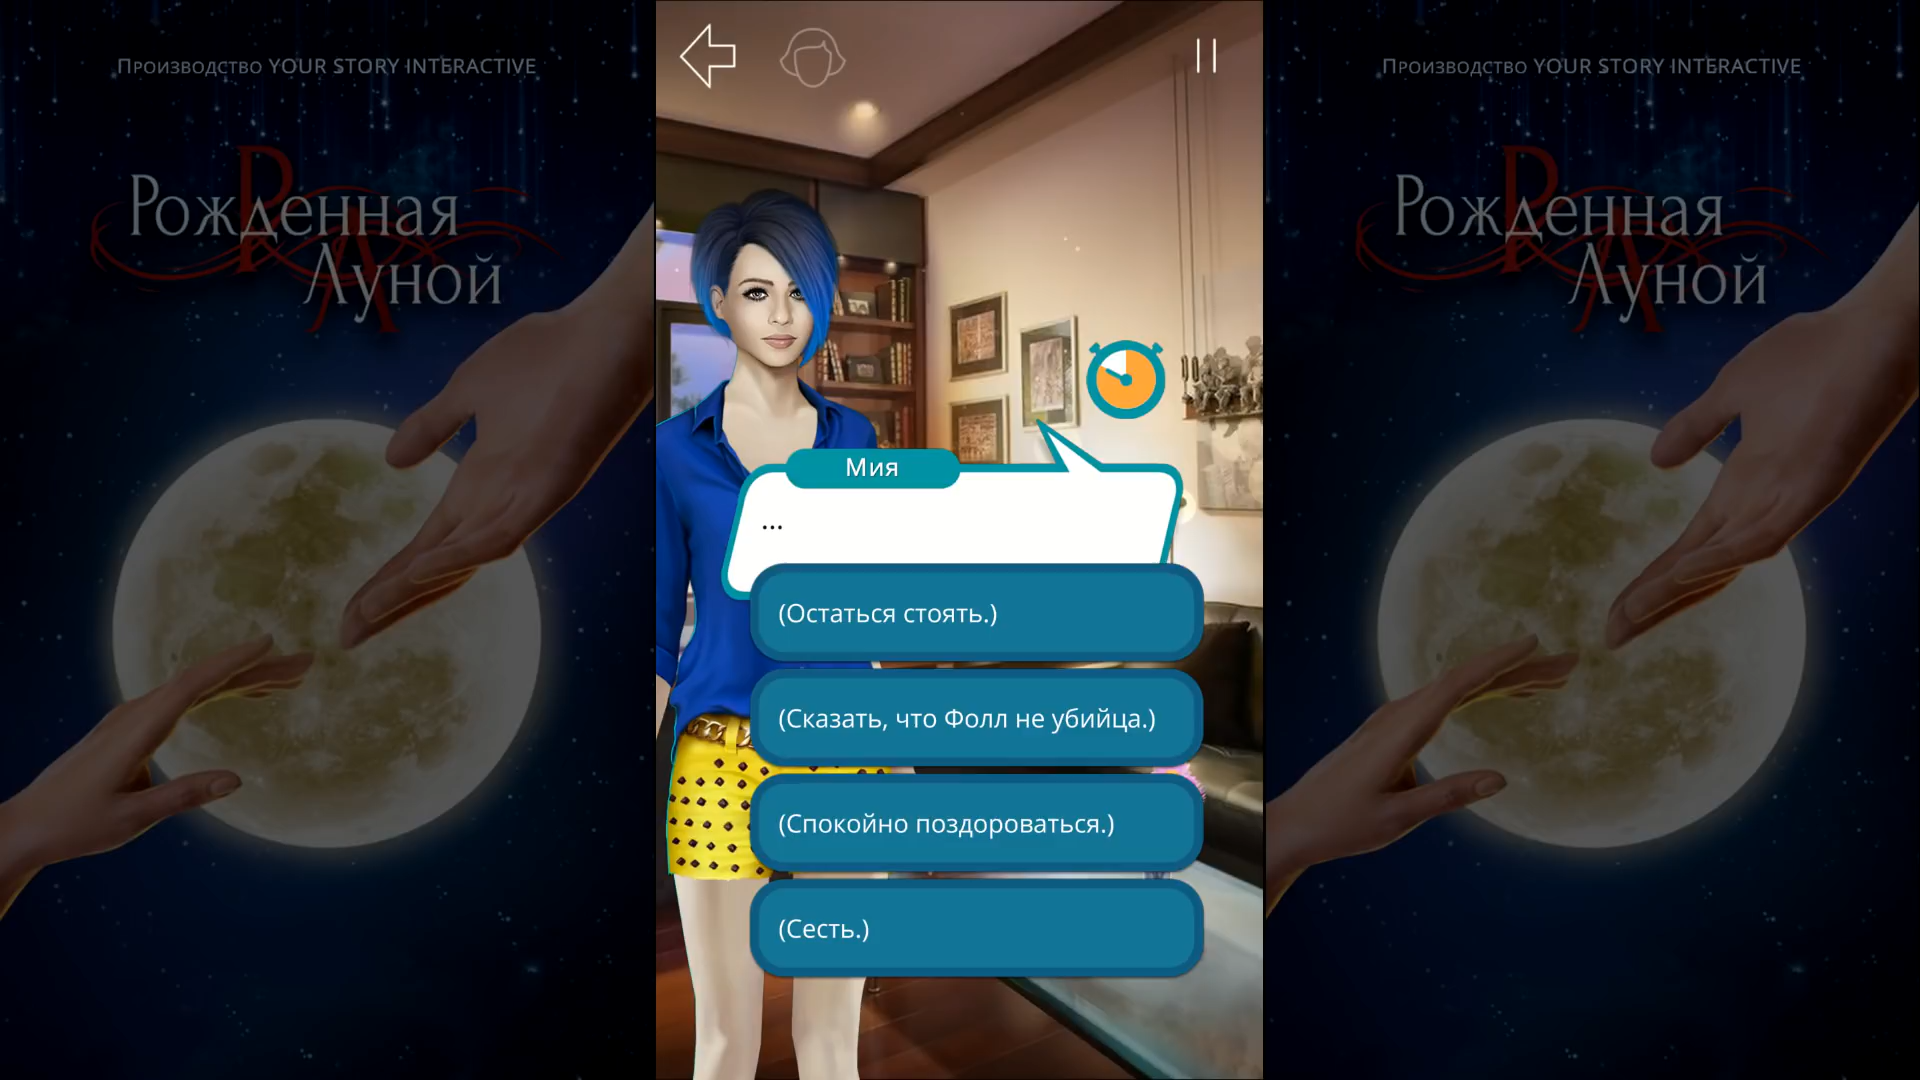 Производство YOUR STORY INTERACTIVE
Рожденная
Луной
Мия
...
(Остаться стоять.)
(Сказать, что Фолл не убийца.)
(Спокойно поздороваться.)
(Сесть.)
Производство YOUR STORY INTERACTIVE
Рожденная
Луной